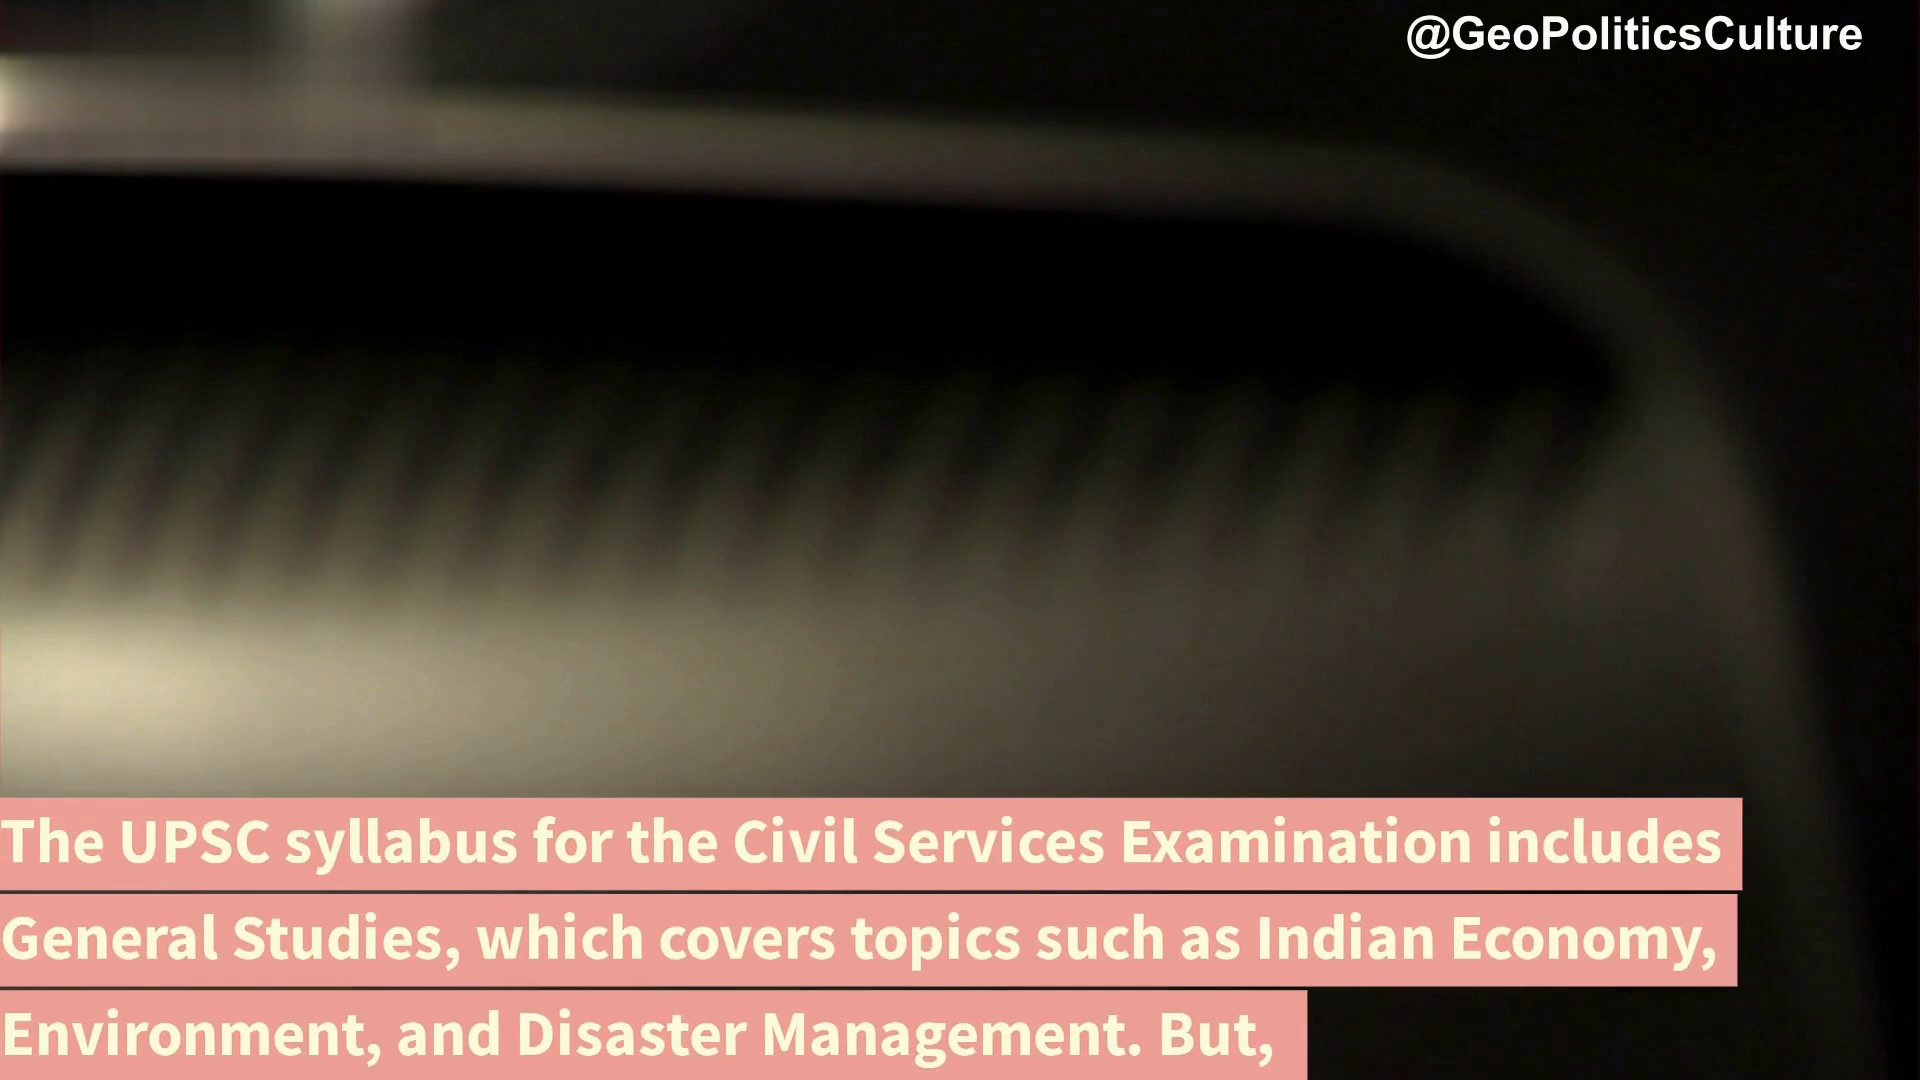 @GeoPoliticsCulture
The UPSC syllabus for the Civil Services Examination includes
General Studies, which covers topics such as Indian Economy,
Environment, and Disaster Management. But,